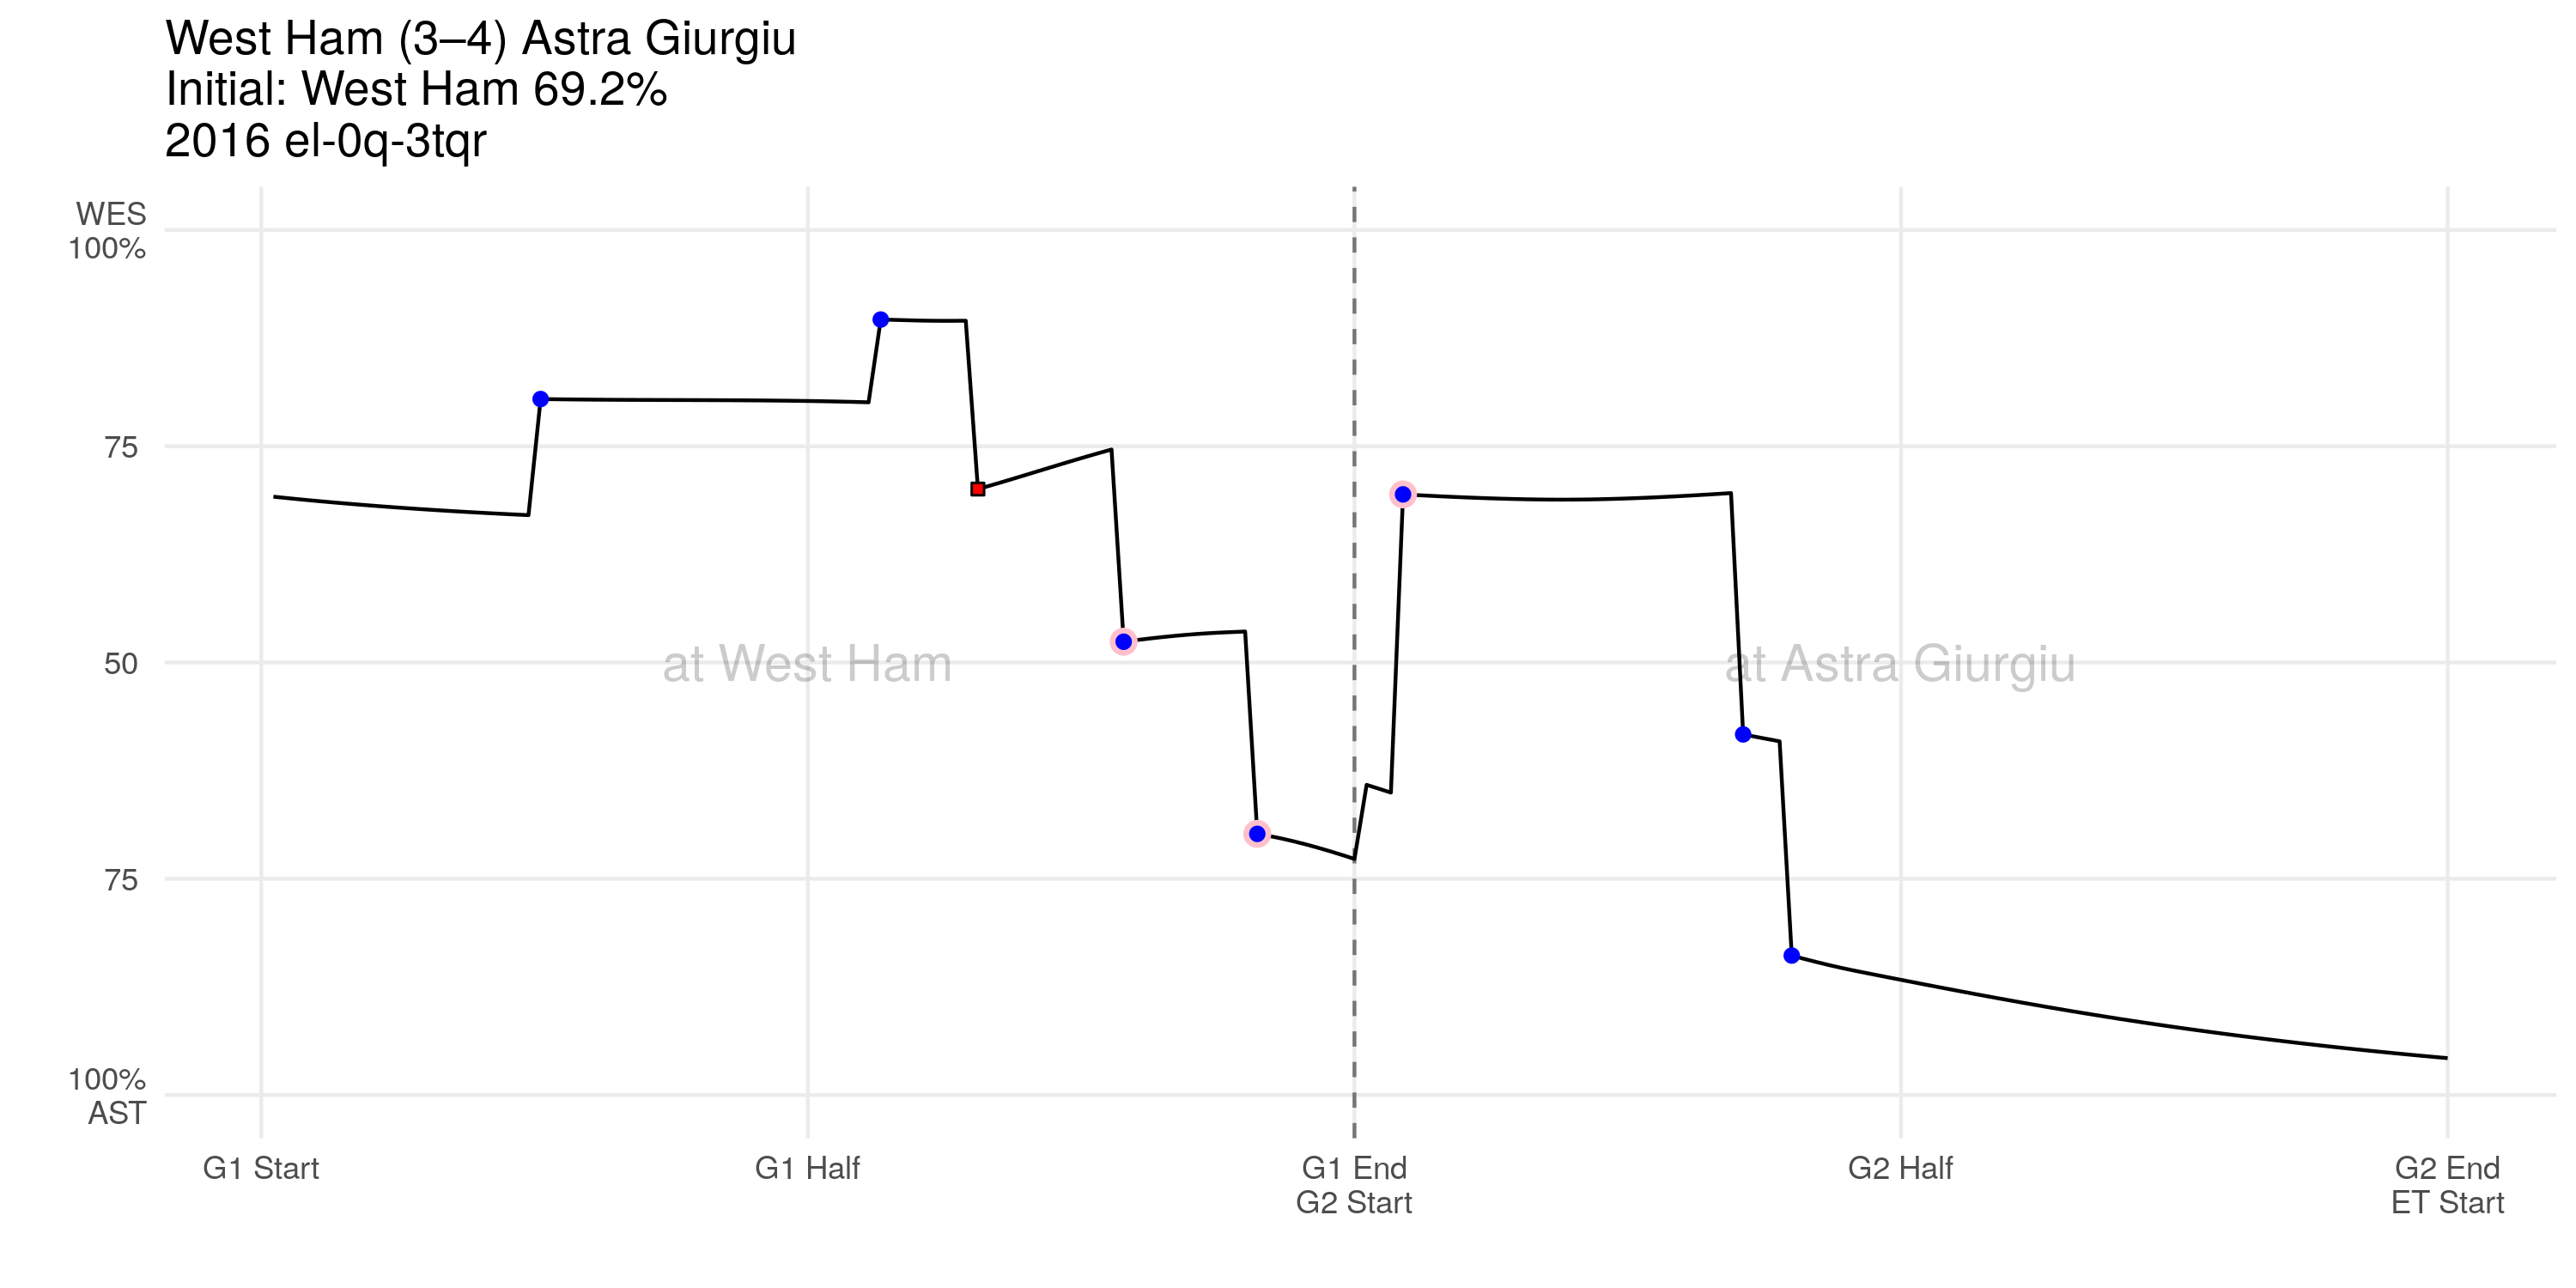 West Ham (3–4) Astra Giurgiu
Initial: West Ham 69.2%
2016 el-0q-3tqr
WES
100%
75
50
75
100%
AST
at West Ham
at Astra Giurgiu
G1 Start
G1 Half
G1 End
G2 Start
G2 Half
G2 End
ET Start